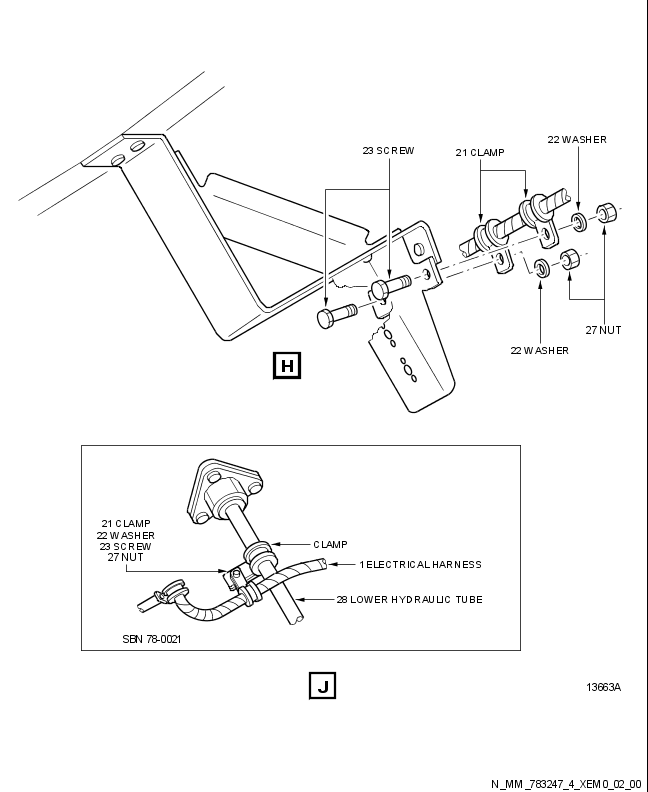 22 WASHER
23 SCREW
21 CLAMP
27 NUT
22 WASHER
H
21 CLAMP
22 WASHER
23 SCREW
27 NUT
CLAMP
1 ELECTRICAL HARNESS
28 LOWER HYDRAULIC TUBE
SBN 78-0021
J
13663A
N_MM_783247_4_XEM0_02_00